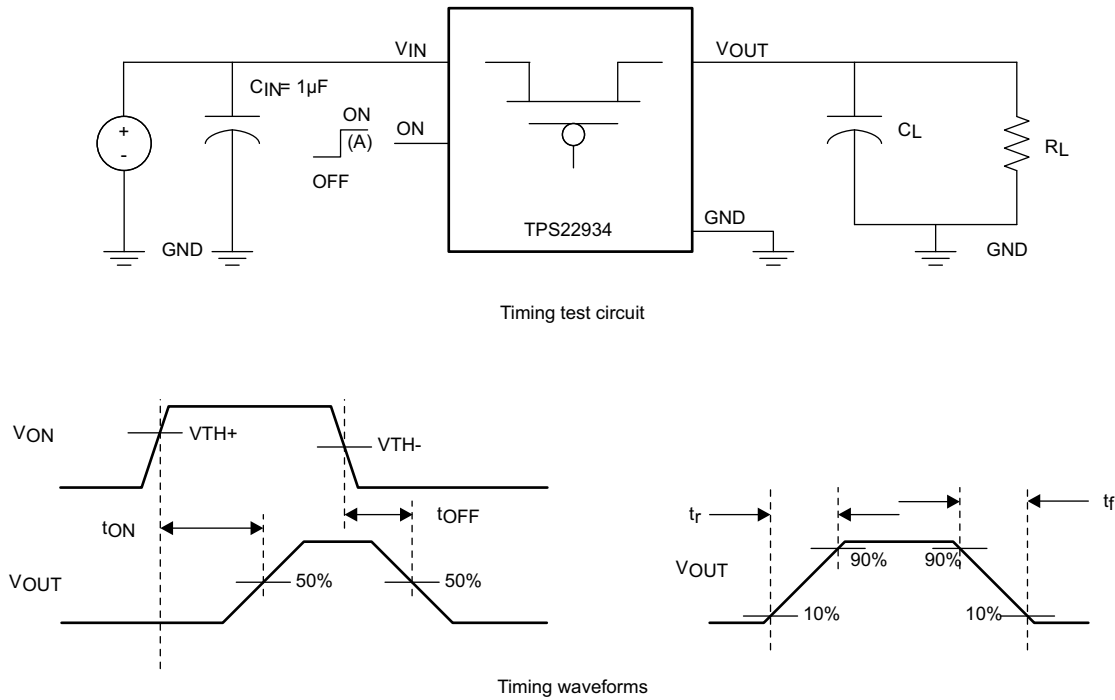 VIN
VOUT
CIN= 1µF
ON
(A)
OFF
ON
+
-
CL
RL
GND
TPS22934
GND
GND
Timing test circuit
VON
VTH+
VTH-
tON
tOFF
tr
tf
VOUT
50%
50%
VOUT
90%
90%
10%
10%
Timing waveforms